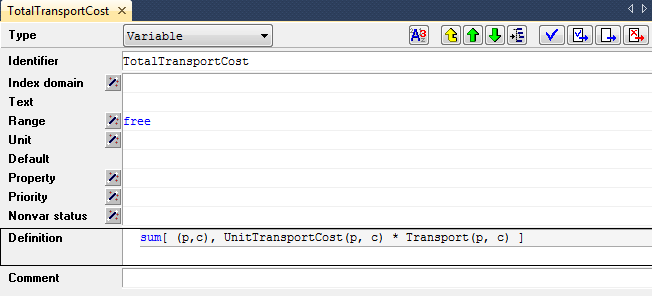 TotalTransportCost
Type Variable
Identifier TotalTransportCost
Index domain
Text
Range free
Unit
Default
Property
Priority
Nonvar status
Definition sum[ (p,c), UnitTransportCost(p, c) * Transport(p, c) ]
Comment